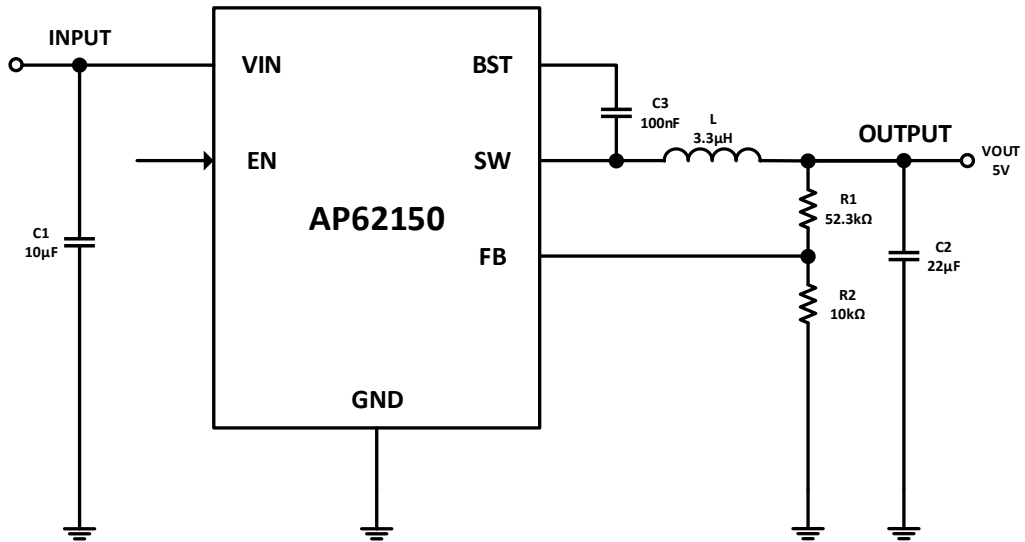 INPUT
VIN
BST
C3
100nF
L
3.3µH
OUTPUT
VOUT
5V
EN
SW
AP62150
R1
52.3kΩ
C1
10µF
FB
C2
22µF
R2
10kΩ
GND